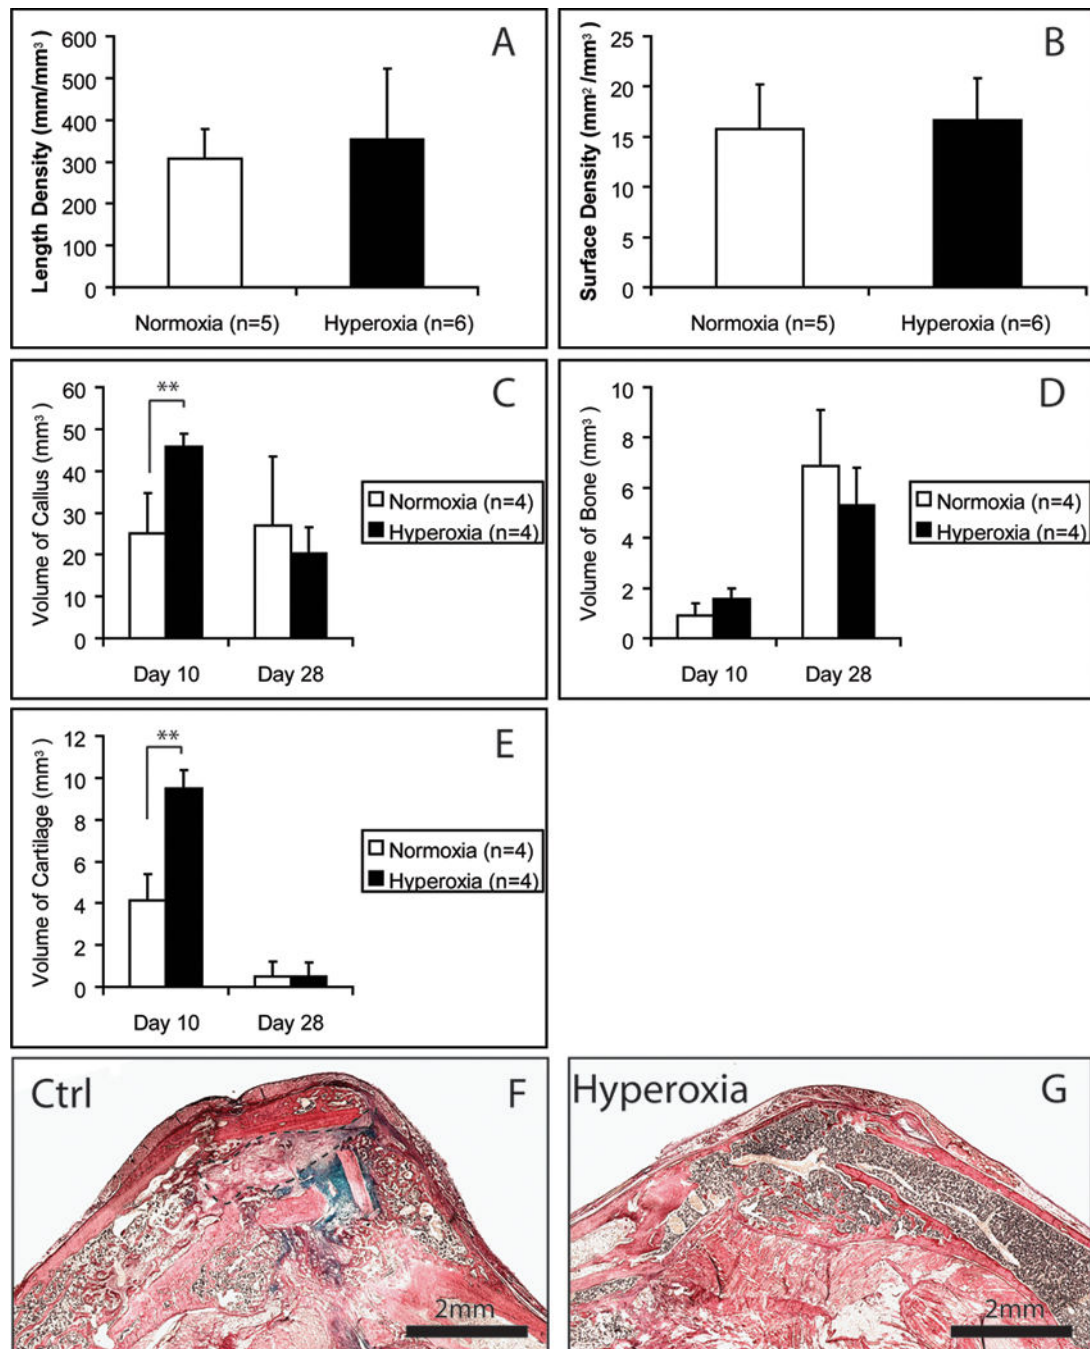 A
Length Density (mm/mm³)
600
500
400
300
200
100
0
Normoxia (n=5)
Hyperoxia (n=6)
B
Surface Density (mm² /mm³)
25
20
15
10
5
0
Normoxia (n=5)
Hyperoxia (n=6)
C
Volume of Callus (mm³ )
60
50
40
30
20
10
0
**
Day 10
Day 28
Normoxia (n=4)
Hyperoxia (n=4)
D
Volume of Bone (mm³ )
10
8
6
4
2
0
Day 10
Day 28
Normoxia (n=4)
Hyperoxia (n=4)
E
Volume of Cartilage (mm³ )
12
10
8
6
4
2
0
**
Day 10
Day 28
Normoxia (n=4)
Hyperoxia (n=4)
Ctrl
F
2mm
Hyperoxia
G
2mm